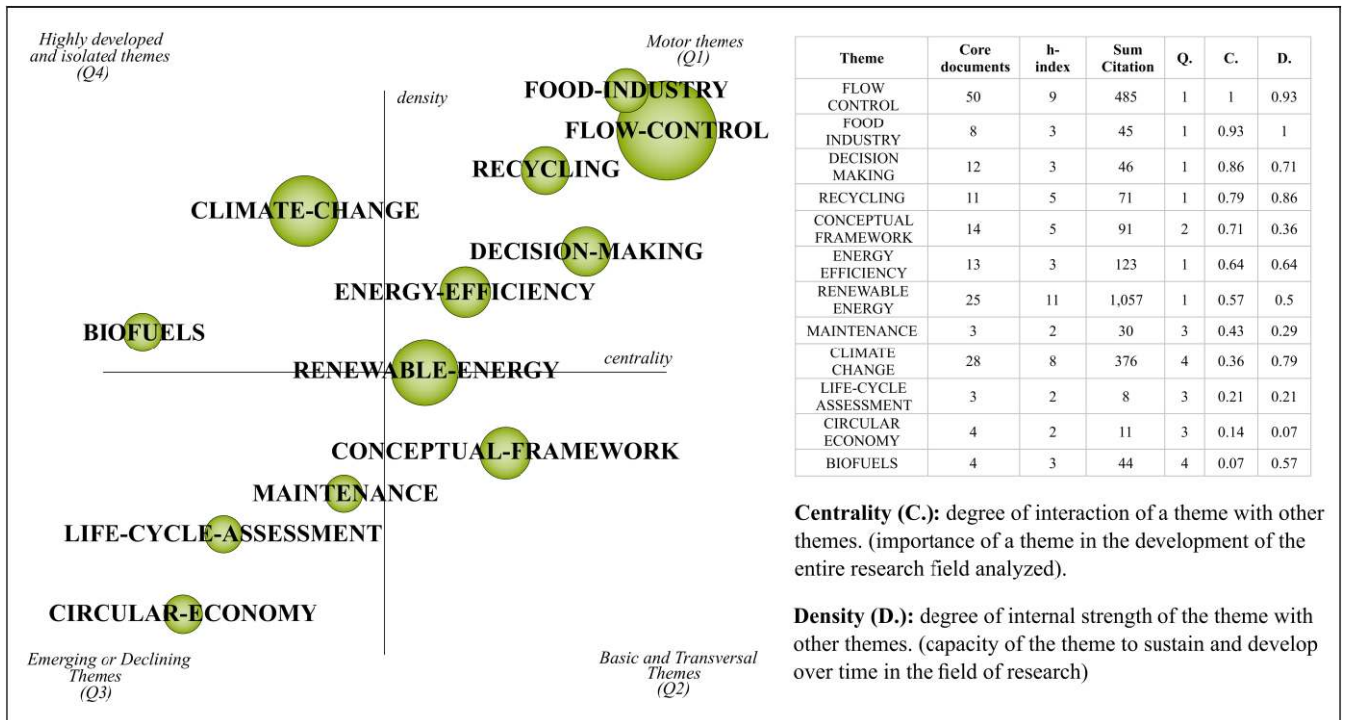 Highly developed
and isolated themes
(Q4)
Motor themes
(Q1)
density
FOOD-INDUSTRY
FLOW-CONTROL
RECYCLING
CLIMATE-CHANGE
DECISION-MAKING
ENERGY-EFFICIENCY
BIOFUELS
centrality
RENEWABLE-ENERGY
CONCEPTUAL-FRAMEWORK
MAINTENANCE
LIFE-CYCLE-ASSESSMENT
CIRCULAR-ECONOMY
Emerging or Declining
Themes
(Q3)
Basic and Transversal
Themes
(Q2)
Theme Core documents h-index Sum Citation Q. C. D.
FLOW CONTROL 50 9 485 1 1 0.93
FOOD INDUSTRY 8 3 45 1 0.93 1
DECISION MAKING 12 3 46 1 0.86 0.71
RECYCLING 11 5 71 1 0.79 0.86
CONCEPTUAL FRAMEWORK 14 5 91 2 0.71 0.36
ENERGY EFFICIENCY 13 3 123 1 0.64 0.64
RENEWABLE ENERGY 25 11 1,057 1 0.57 0.5
MAINTENANCE 3 2 30 3 0.43 0.29
CLIMATE CHANGE 28 8 376 4 0.36 0.79
LIFE-CYCLE ASSESSMENT 3 2 8 3 0.21 0.21
CIRCULAR ECONOMY 4 2 11 3 0.14 0.07
BIOFUELS 4 3 44 4 0.07 0.57
Centrality (C.): degree of interaction of a theme with other
themes. (importance of a theme in the development of the
entire research field analyzed).
Density (D.): degree of internal strength of the theme with
other themes. (capacity of the theme to sustain and develop
over time in the field of research)